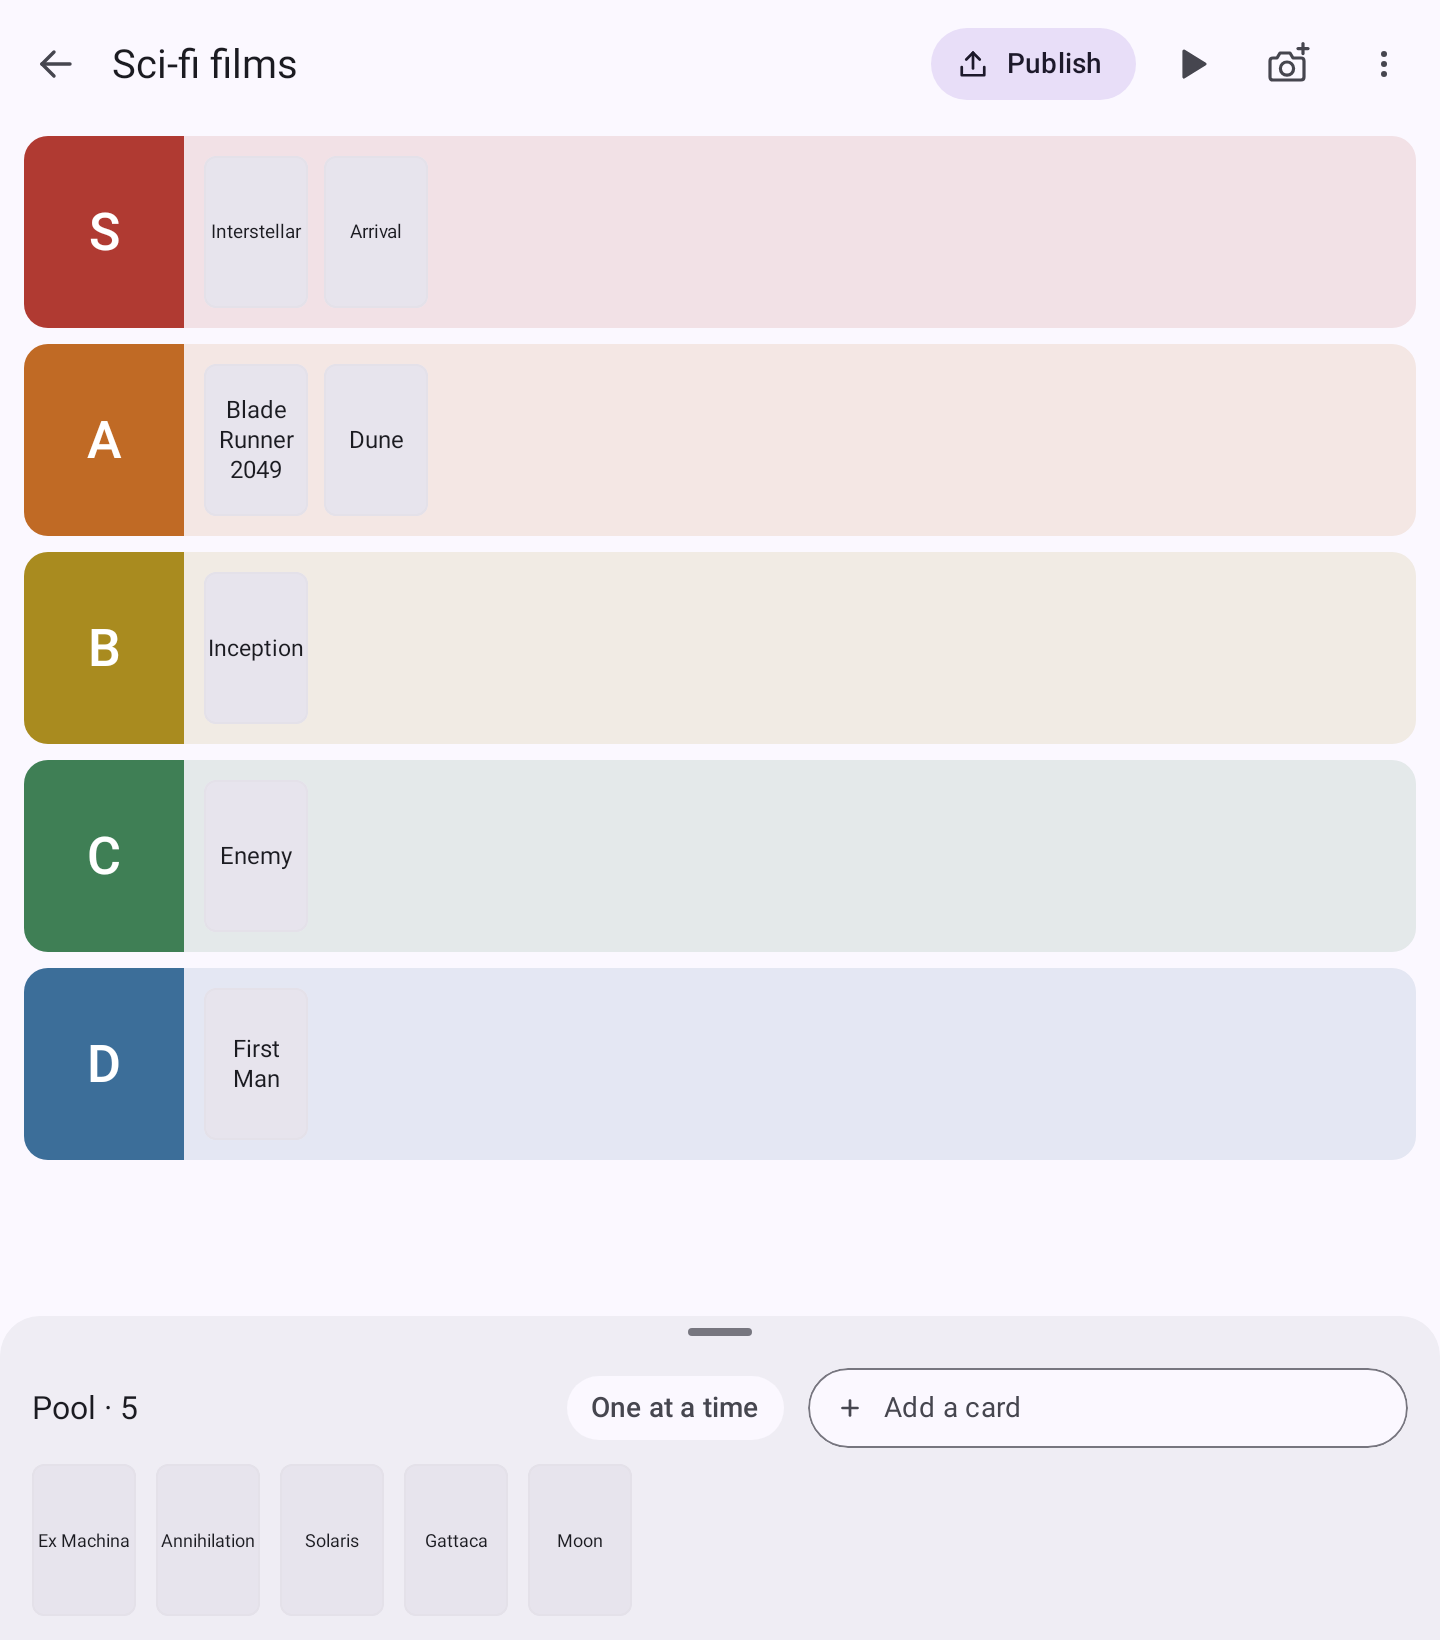 Sci-fi films
Publish
S
Interstellar
Arrival
A
Blade
Runner
2049
Dune
B
Inception
C
Enemy
D
First
Man
Pool · 5
One at a time
Add a card
Ex Machina
Annihilation
Solaris
Gattaca
Moon